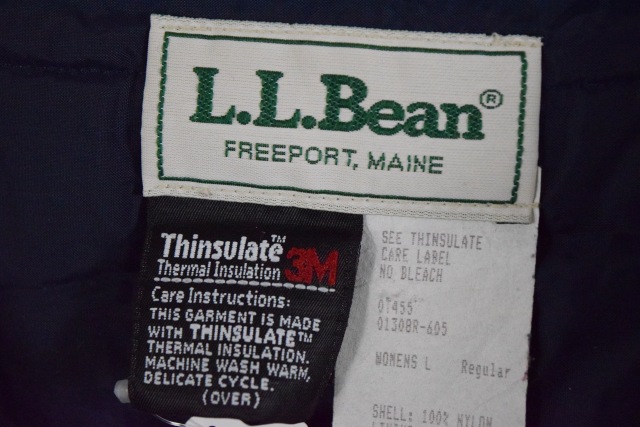 L.L.Bean®
FREEPORT, MAINE
Thinsulate™
Thermal Insulation 3M
Care Instructions:
THIS GARMENT IS MADE
WITH THINSULATE™
THERMAL INSULATION.
MACHINE WASH WARM,
DELICATE CYCLE.
(OVER)
SEE THINSULATE
CARE LABEL
NO BLEACH
0T455
01308R-605
WOMENS L Regular
SHELL: 100% NYLON